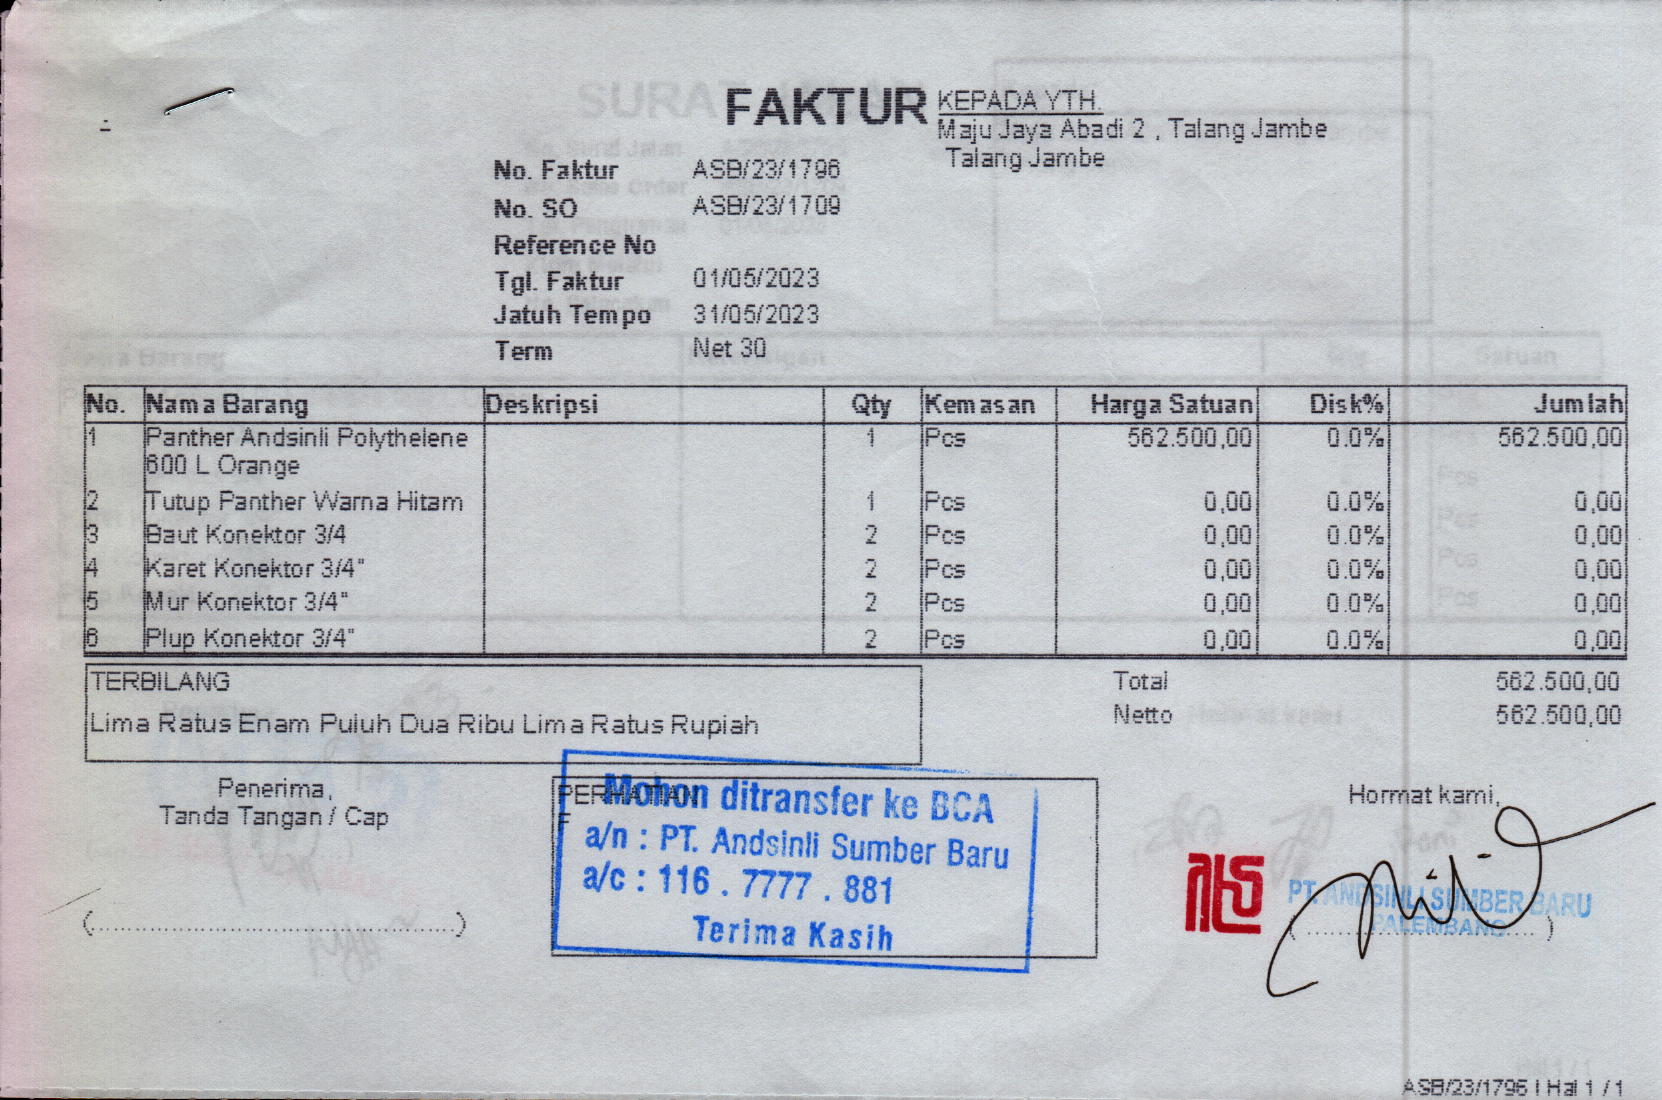 FAKTUR
KEPADA YTH.
Maju Jaya Abadi 2 , Talang Jambe
Talang Jambe
No. Faktur ASB/23/1796
No. SO ASB/23/1709
Reference No
Tgl. Faktur 01/05/2023
Jatuh Tempo 31/05/2023
Term Net 30
No. Nama Barang Deskripsi Qty Kemasan Harga Satuan Disk% Jumlah
1 Panther Andsinli Polythelene 1 Pcs 562.500,00 0.0% 562.500,00
600 L Orange
2 Tutup Panther Warna Hitam 1 Pcs 0,00 0.0% 0,00
3 Baut Konektor 3/4 2 Pcs 0,00 0.0% 0,00
4 Karet Konektor 3/4" 2 Pcs 0,00 0.0% 0,00
5 Mur Konektor 3/4" 2 Pcs 0,00 0.0% 0,00
6 Plup Konektor 3/4" 2 Pcs 0,00 0.0% 0,00
TERBILANG
Lima Ratus Enam Puluh Dua Ribu Lima Ratus Rupiah
Total 562.500,00
Netto 562.500,00
Penerima,
Tanda Tangan / Cap
(..............................................)
PERHATIAN
F
Mohon ditransfer ke BCA
a/n : PT. Andsinli Sumber Baru
a/c : 116 . 7777 . 881
Terima Kasih
Hormat kami,
PT. ANDSINLI SUMBER BARU
PALEMBANG
ASB/23/1796 | Hal 1 / 1